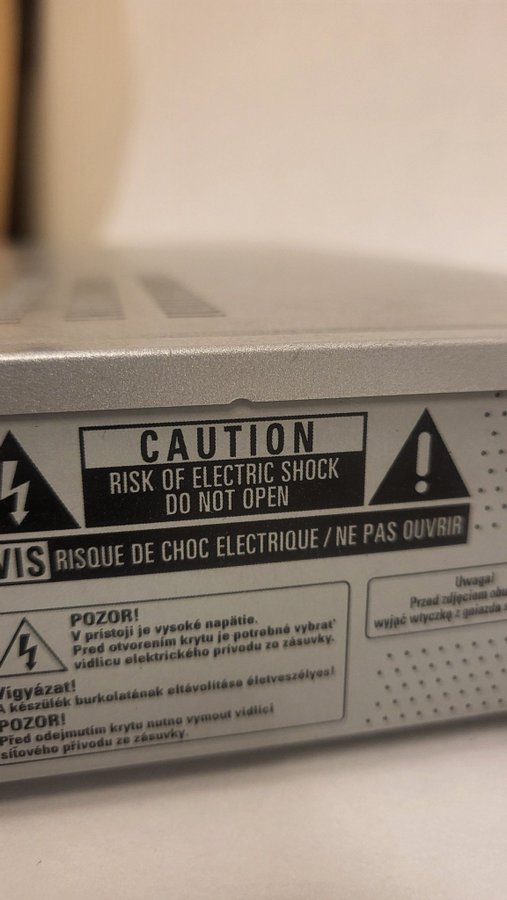 CAUTION
RISK OF ELECTRIC SHOCK
DO NOT OPEN
VIS RISQUE DE CHOC ELECTRIQUE / NE PAS OUVRIR
POZOR!
V prístoji je vysoké napätie.
Pred otvorením krytu je potrebné vybrať
vidlicu elektrického prívodu zo zásuvky.
Vigyázat!
A készülék burkolatának eltávolítása életveszélyes!
POZOR!
Před odejmutím krytu nutno vymout vidlici
síťového přívodu ze zásuvky.
Uwaga!
Przed zdjęciem
wyjąć wtyczkę z gniazda